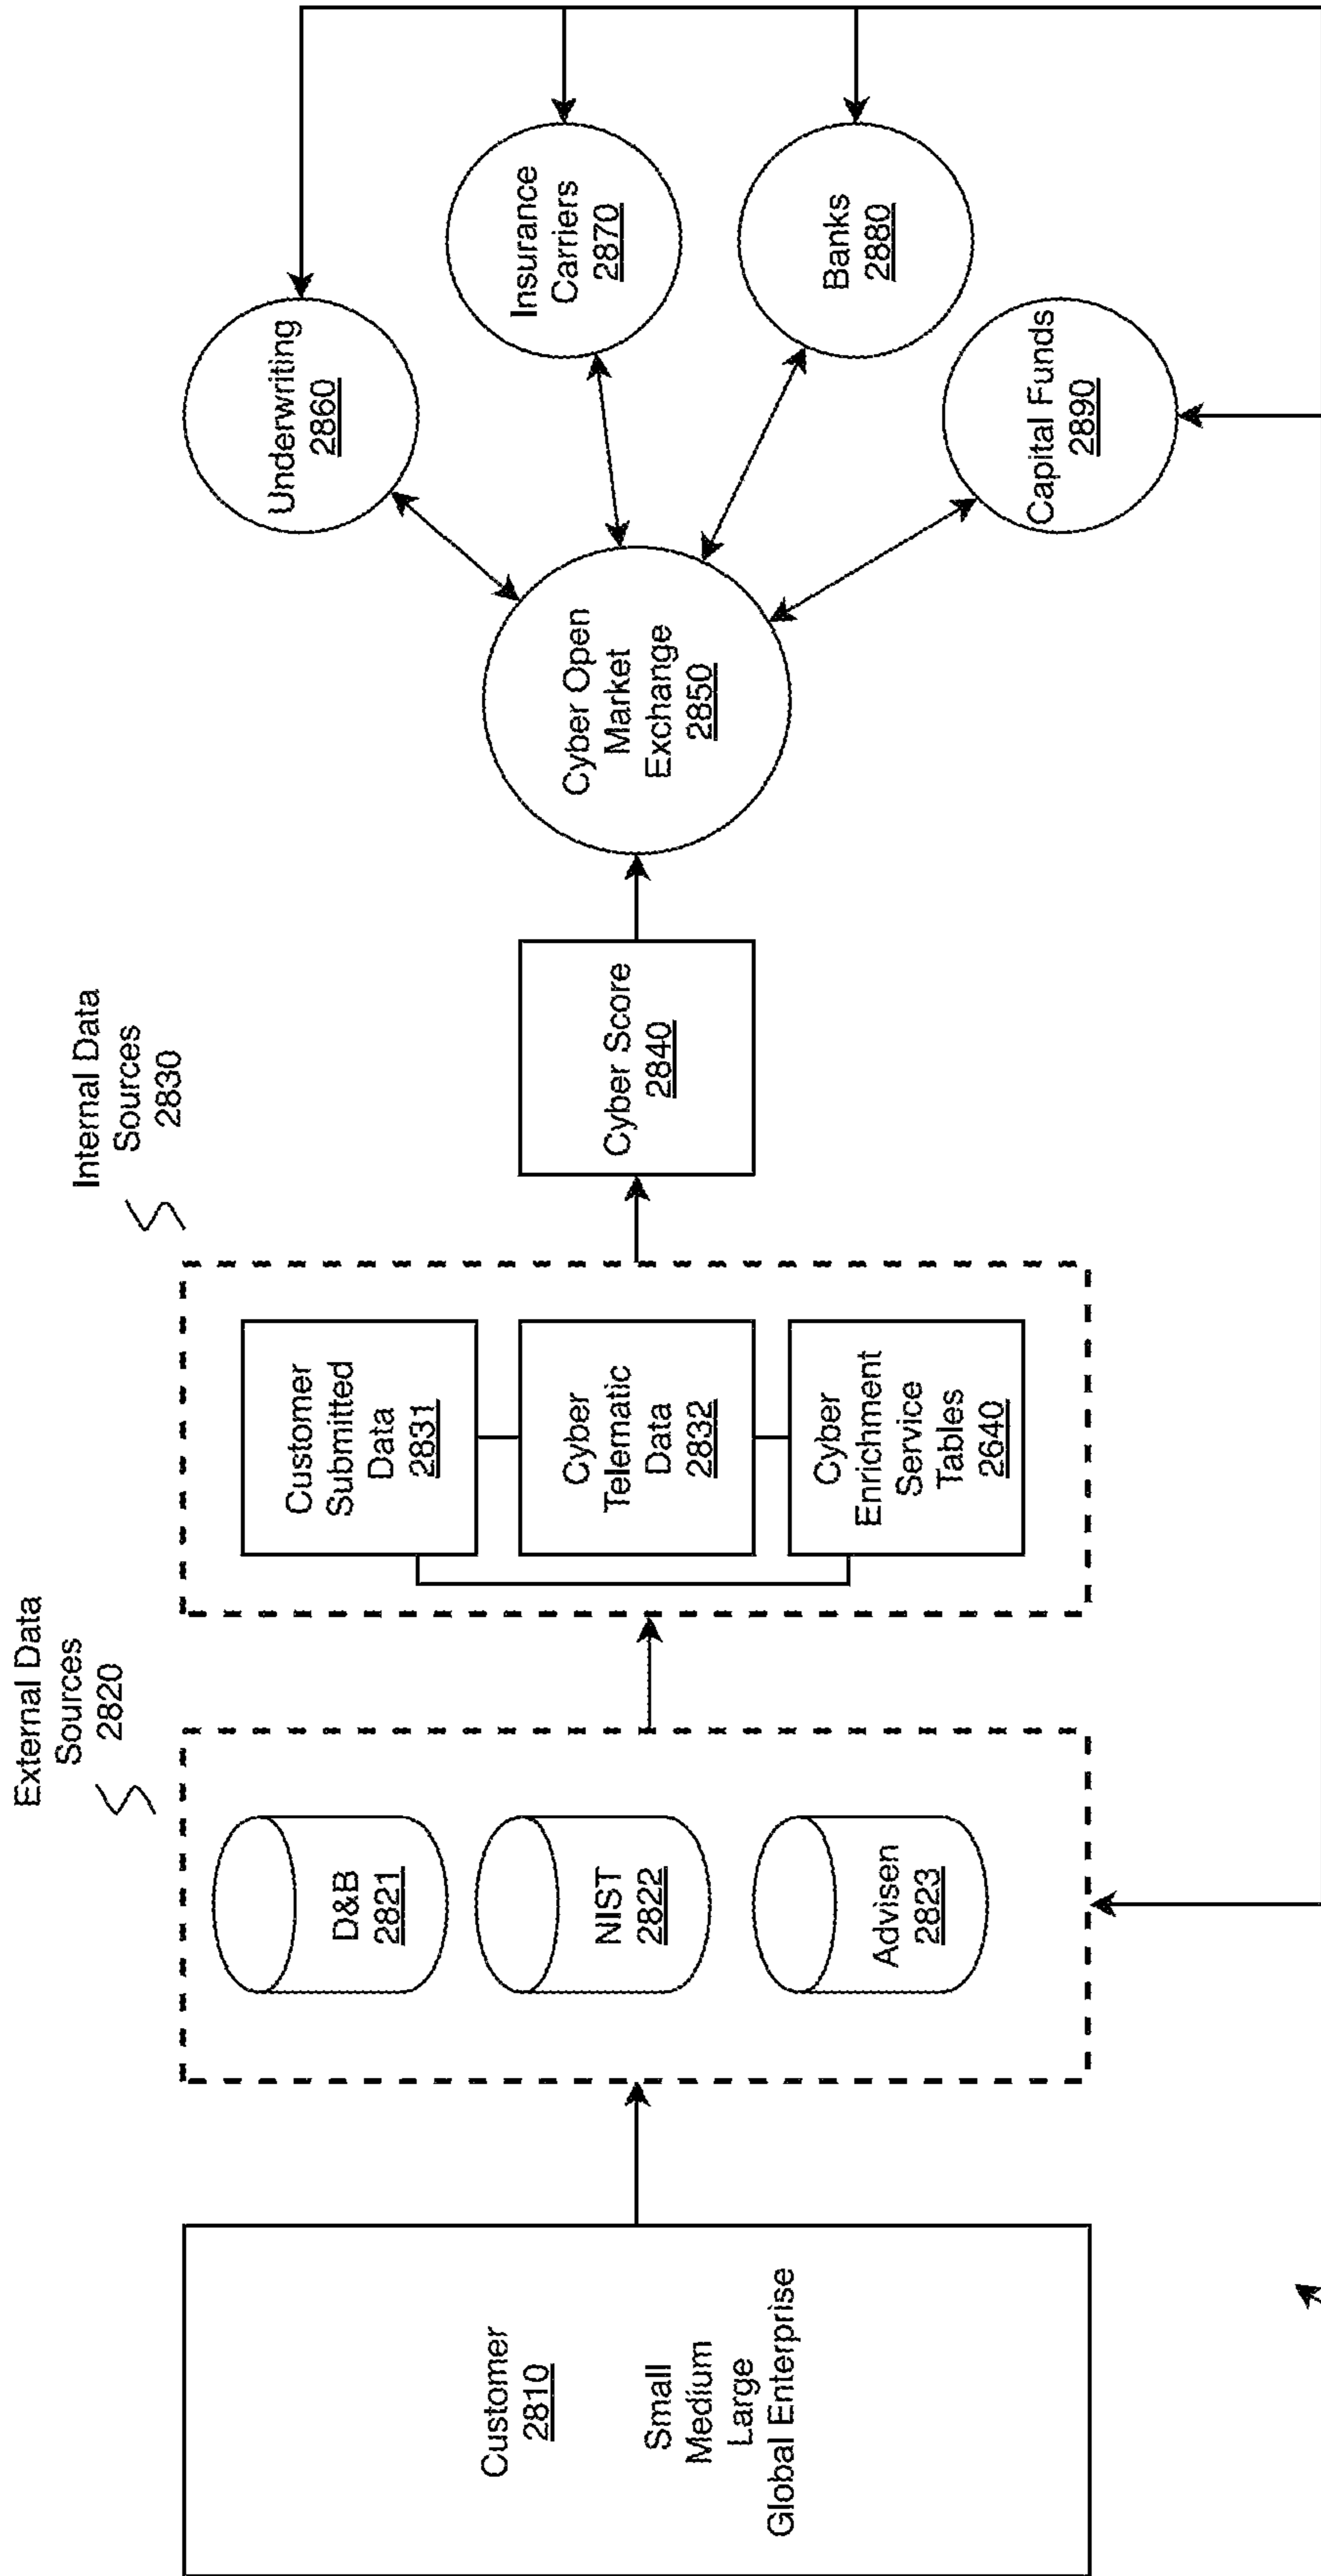 Customer
2810
Small
Medium
Large
Global Enterprise
External Data
Sources
2820
D&B
2821
NIST
2822
Advisen
2823
Internal Data
Sources
2830
Customer
Submitted
Data
2831
Cyber
Telematic
Data
2832
Cyber
Enrichment
Service
Tables
2640
Cyber Score
2840
Cyber Open
Market
Exchange
2850
Underwriting
2860
Insurance
Carriers
2870
Banks
2880
Capital Funds
2890